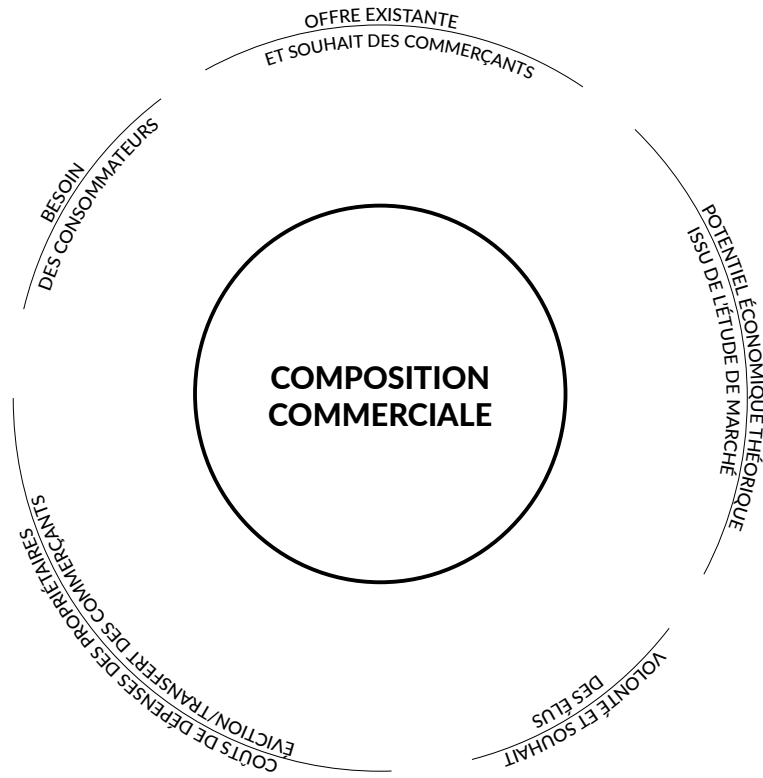 OFFRE EXISTANTE
ET SOUHAIT DES COMMERÇANTS
POTENTIEL ÉCONOMIQUE THÉORIQUE
ISSU DE L'ÉTUDE DE MARCHÉ
VOLONTÉ ET SOUHAIT
DES ÉLUS
COÛTS DE DÉPENSES DES PROPRIÉTAIRES
ÉVICTION/TRANSFERT DES COMMERÇANTS
BESOIN
DES CONSOMMATEURS
COMPOSITION
COMMERCIALE